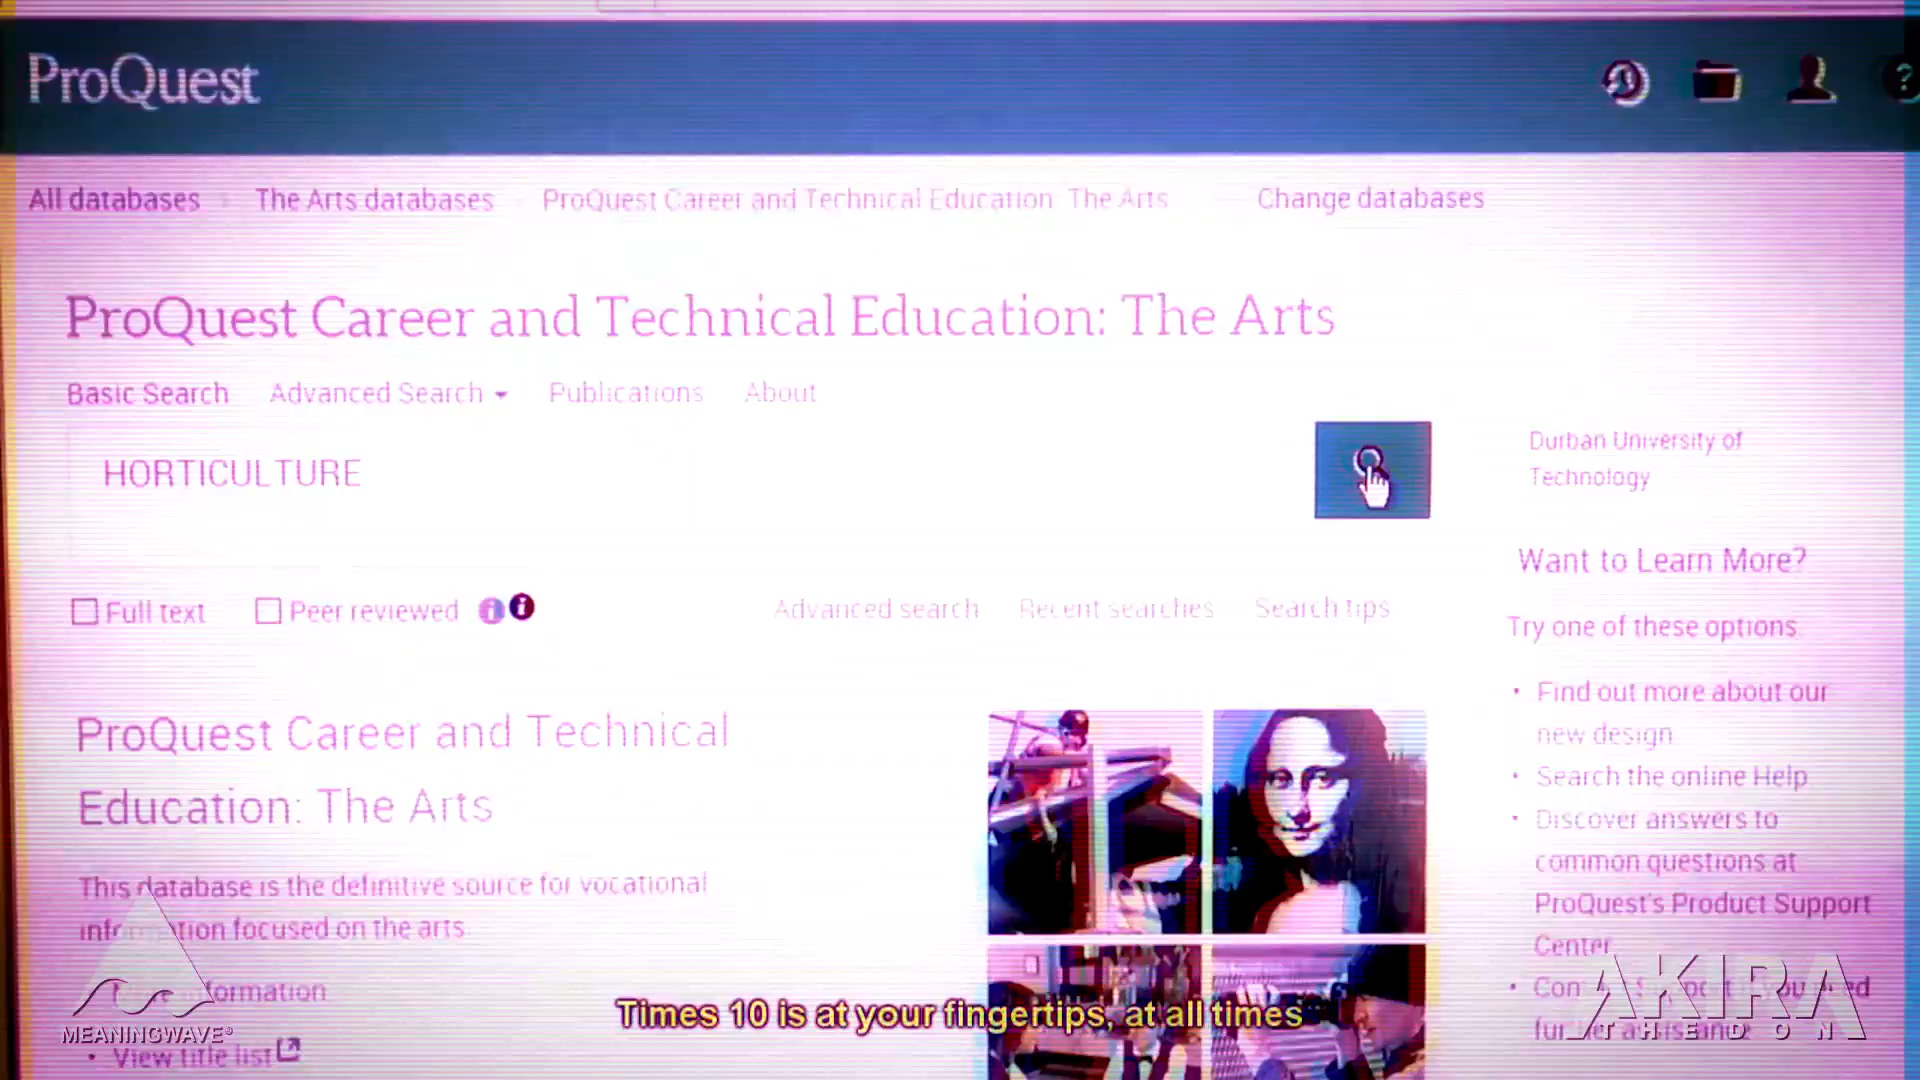 ProQuest
All databases The Arts databases ProQuest Career and Technical Education: The Arts Change databases
ProQuest Career and Technical Education: The Arts
Basic Search Advanced Search Publications About
HORTICULTURE
Durban University of
Technology
Full text Peer reviewed
Advanced search Recent searches Search tips
Want to Learn More?
Try one of these options
• Find out more about our
new design
• Search the online Help
• Discover answers to
common questions at
ProQuest's Product Support
Center
ProQuest Career and Technical
Education: The Arts
This database is the definitive source for vocational
information focused on the arts
information
• View title list
MEANINGWAVE®
Times 10 is at your fingertips, at all times
AKIRA
THE DON